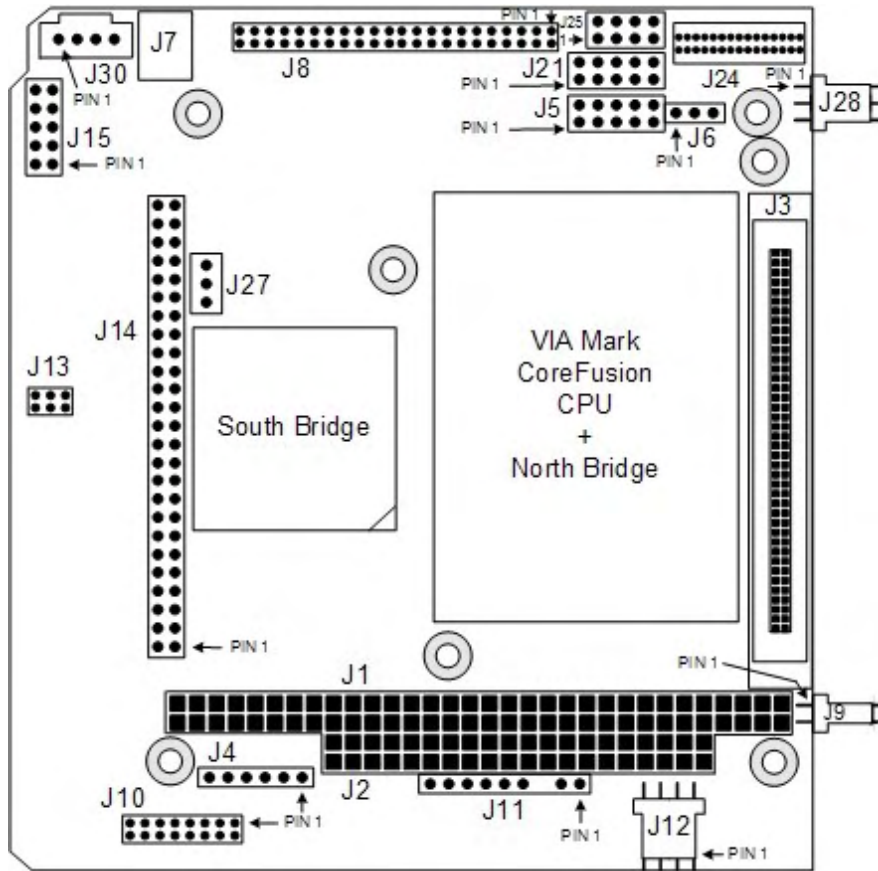 PIN 1
J25
1
J7
J30
PIN 1
J8
J21
PIN 1
J24
PIN 1
J28
J5
PIN 1
J6
PIN 1
J15
PIN 1
J3
J27
J14
J13
VIA Mark
CoreFusion
CPU
+
North Bridge
South Bridge
PIN 1
PIN 1
J1
J9
J4
J2
J10
PIN 1
J11
PIN 1
J12
PIN 1